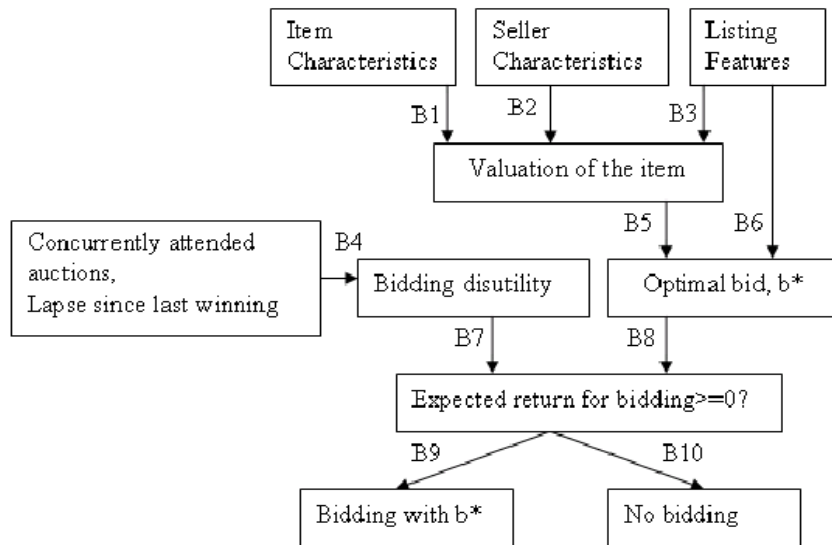 Item
Characteristics
Seller
Characteristics
Listing
Features
B1
B2
B3
Valuation of the item
B5
B6
Concurrently attended
auctions,
Lapse since last winning
B4
Bidding disutility
Optimal bid, b*
B7
B8
Expected return for bidding>=0?
B9
B10
Bidding with b*
No bidding